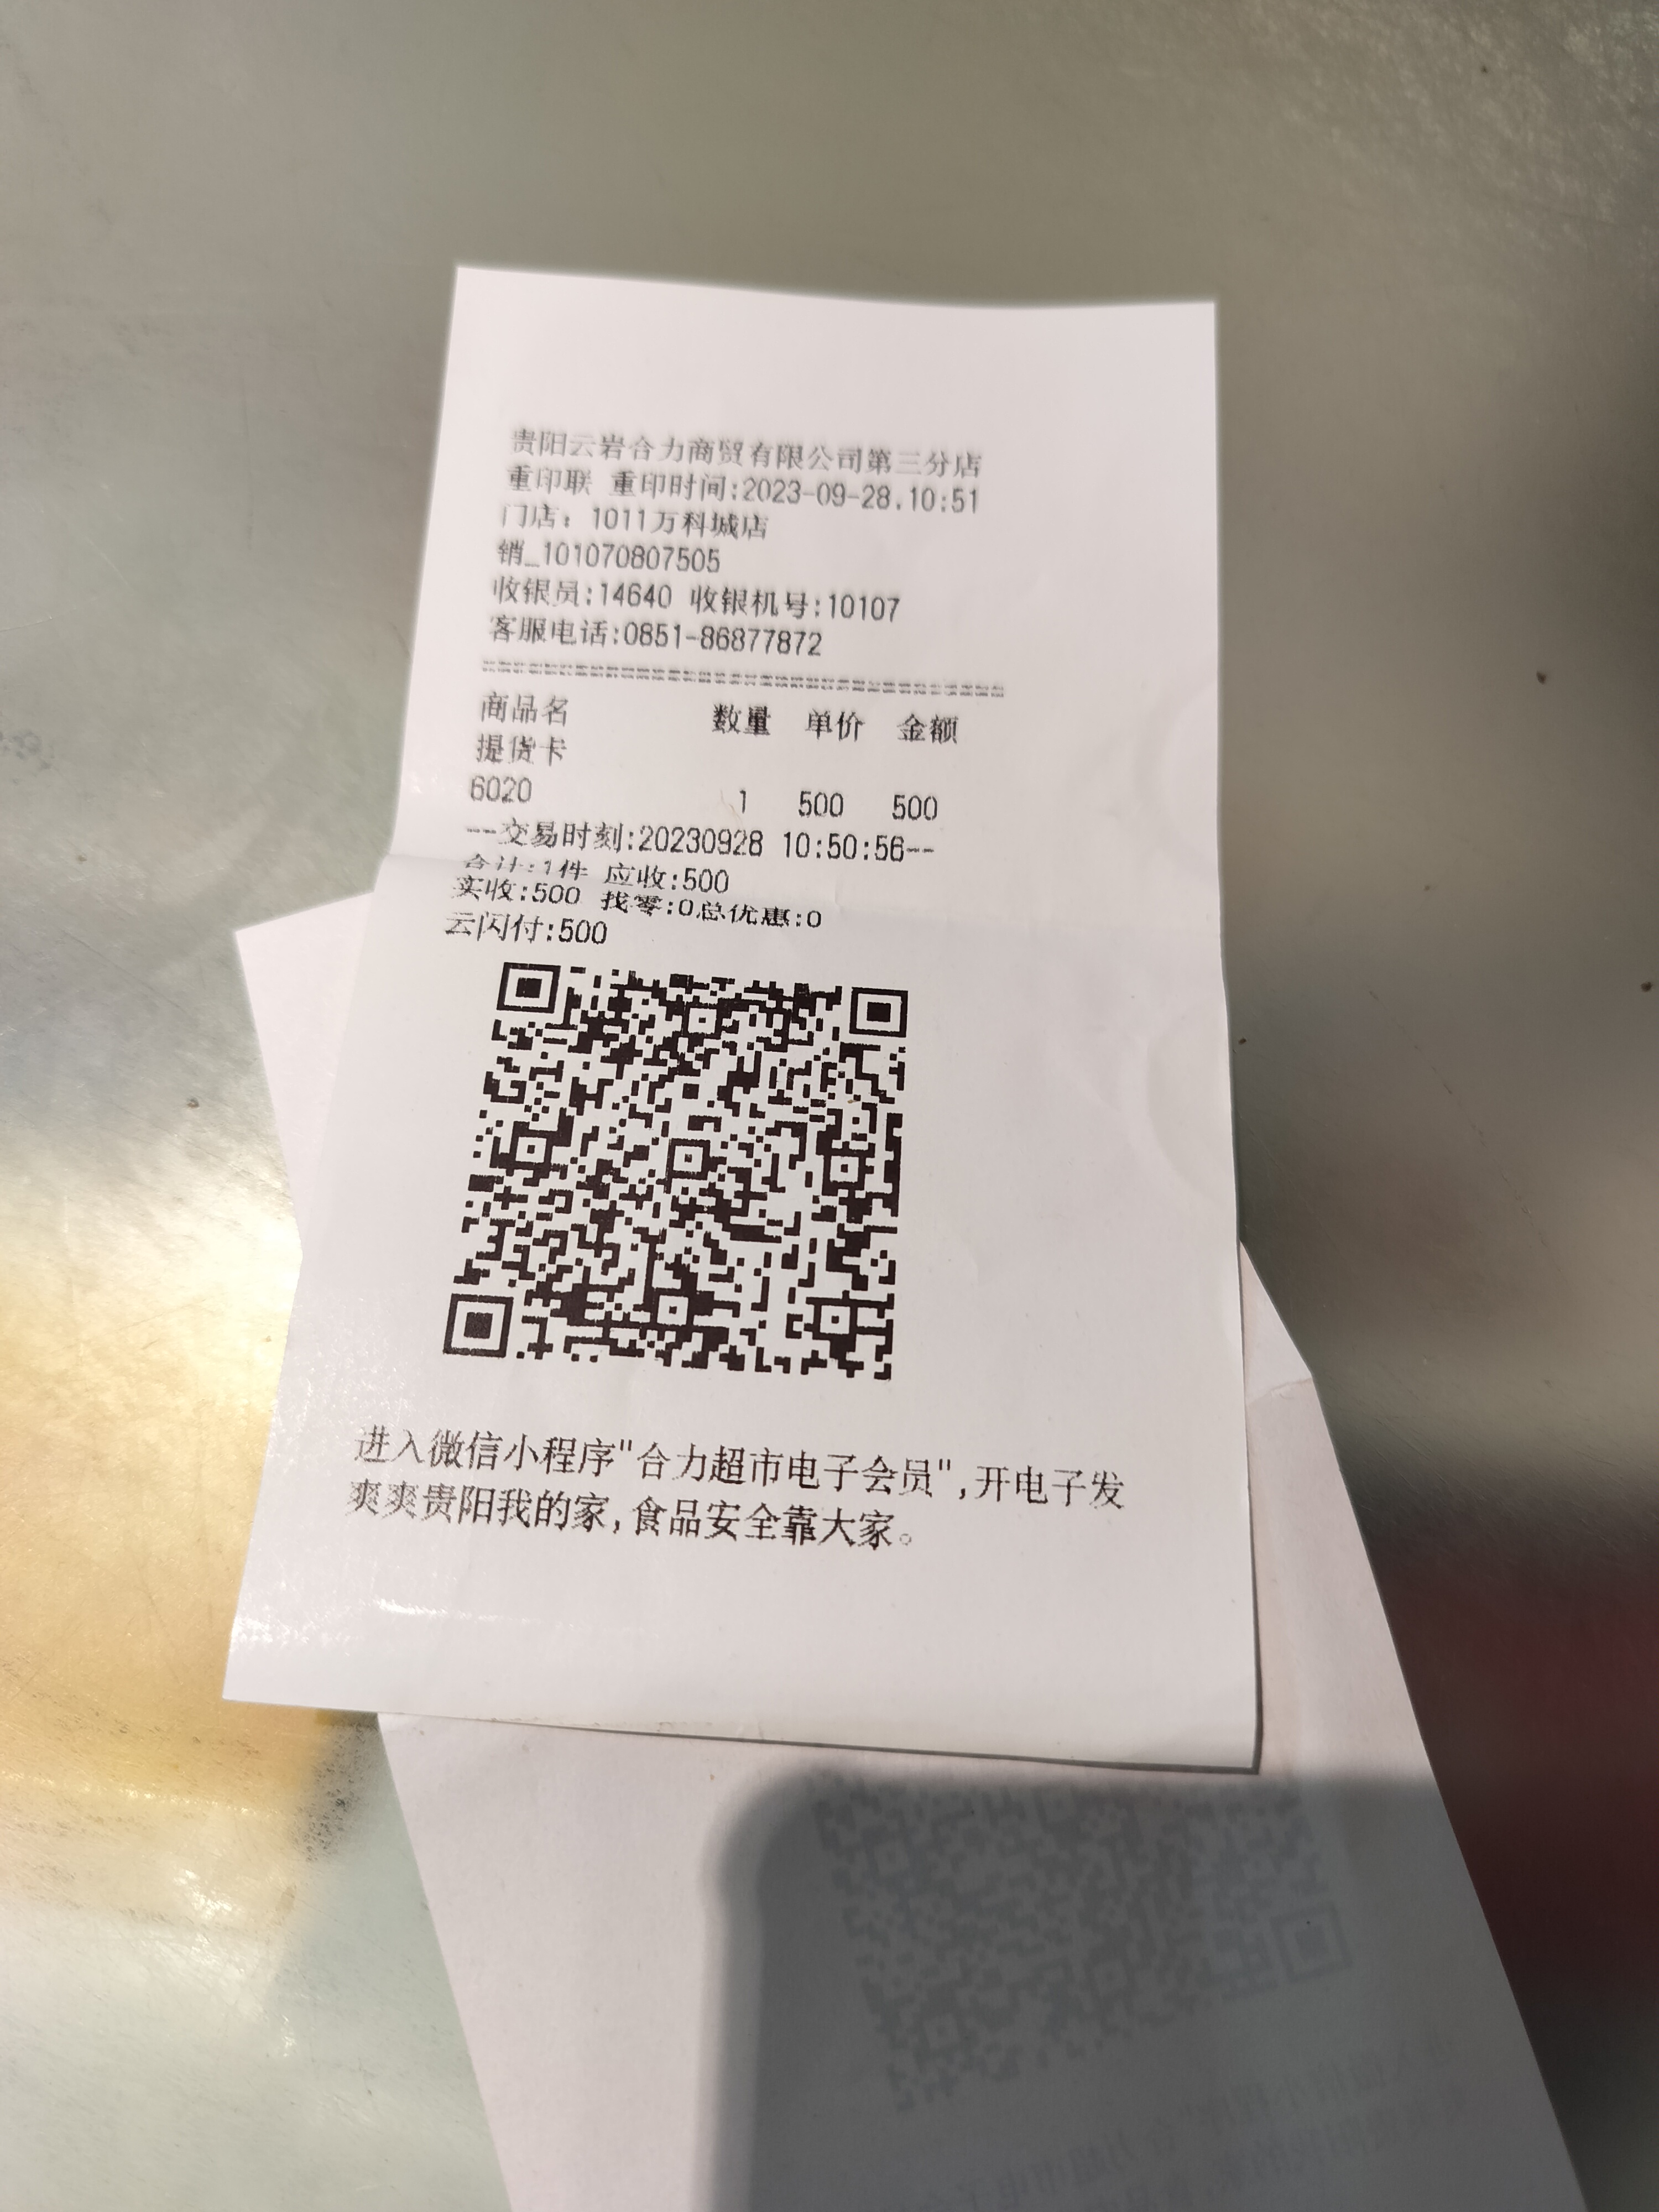 贵阳云岩合力商贸有限公司第三分店
重印联 重印时间:2023-09-28.10:51
门店：1011万科城店
销_101070807505
收银员:14640 收银机号:10107
客服电话:0851-86877872
商品名 数量 单价 金额
提货卡
6020 1 500 500
--交易时刻:20230928 10:50:56--
合计:1件 应收:500
实收:500 找零:0总优惠:0
云闪付:500
进入微信小程序"合力超市电子会员",开电子发
爽爽贵阳我的家,食品安全靠大家。